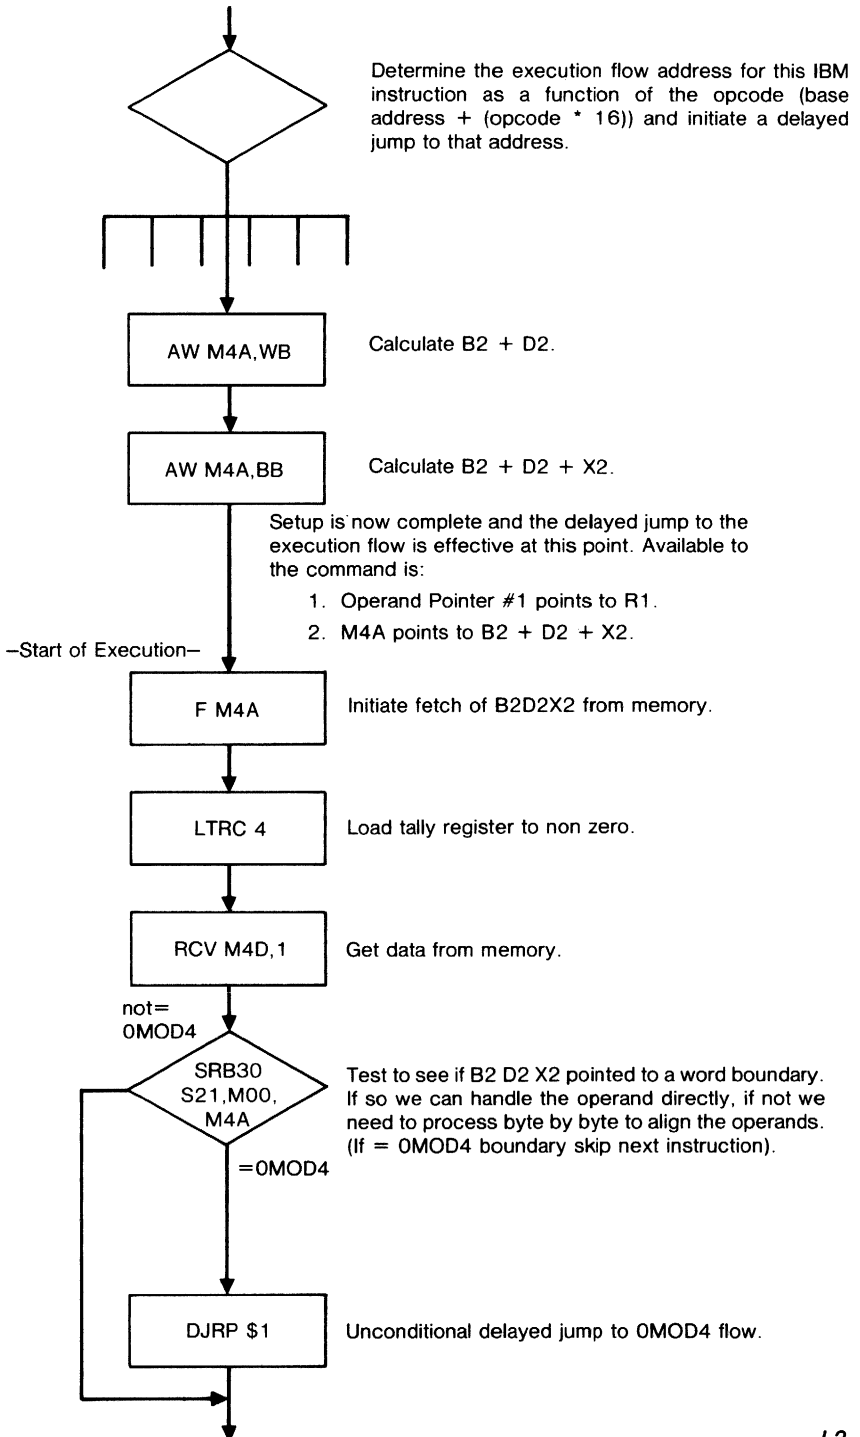 Determine the execution flow address for this IBM
instruction as a function of the opcode (base
address + (opcode * 16)) and initiate a delayed
jump to that address.
AW M4A,WB
Calculate B2 + D2.
AW M4A,BB
Calculate B2 + D2 + X2.
Setup is now complete and the delayed jump to the
execution flow is effective at this point. Available to
the command is:
1. Operand Pointer #1 points to R1.
2. M4A points to B2 + D2 + X2.
–Start of Execution–
F M4A
Initiate fetch of B2D2X2 from memory.
LTRC 4
Load tally register to non zero.
RCV M4D,1
Get data from memory.
not=
0MOD4
SRB30
S21,M00,
M4A
Test to see if B2 D2 X2 pointed to a word boundary.
If so we can handle the operand directly, if not we
need to process byte by byte to align the operands.
(If = 0MOD4 boundary skip next instruction).
=0MOD4
DJRP $1
Unconditional delayed jump to 0MOD4 flow.